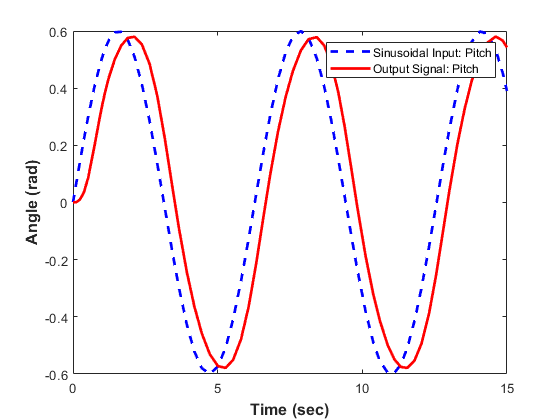 0.6
0.4
0.2
0
-0.2
-0.4
-0.6
Angle (rad)
Sinusoidal Input: Pitch
Output Signal: Pitch
0
5
10
15
Time (sec)